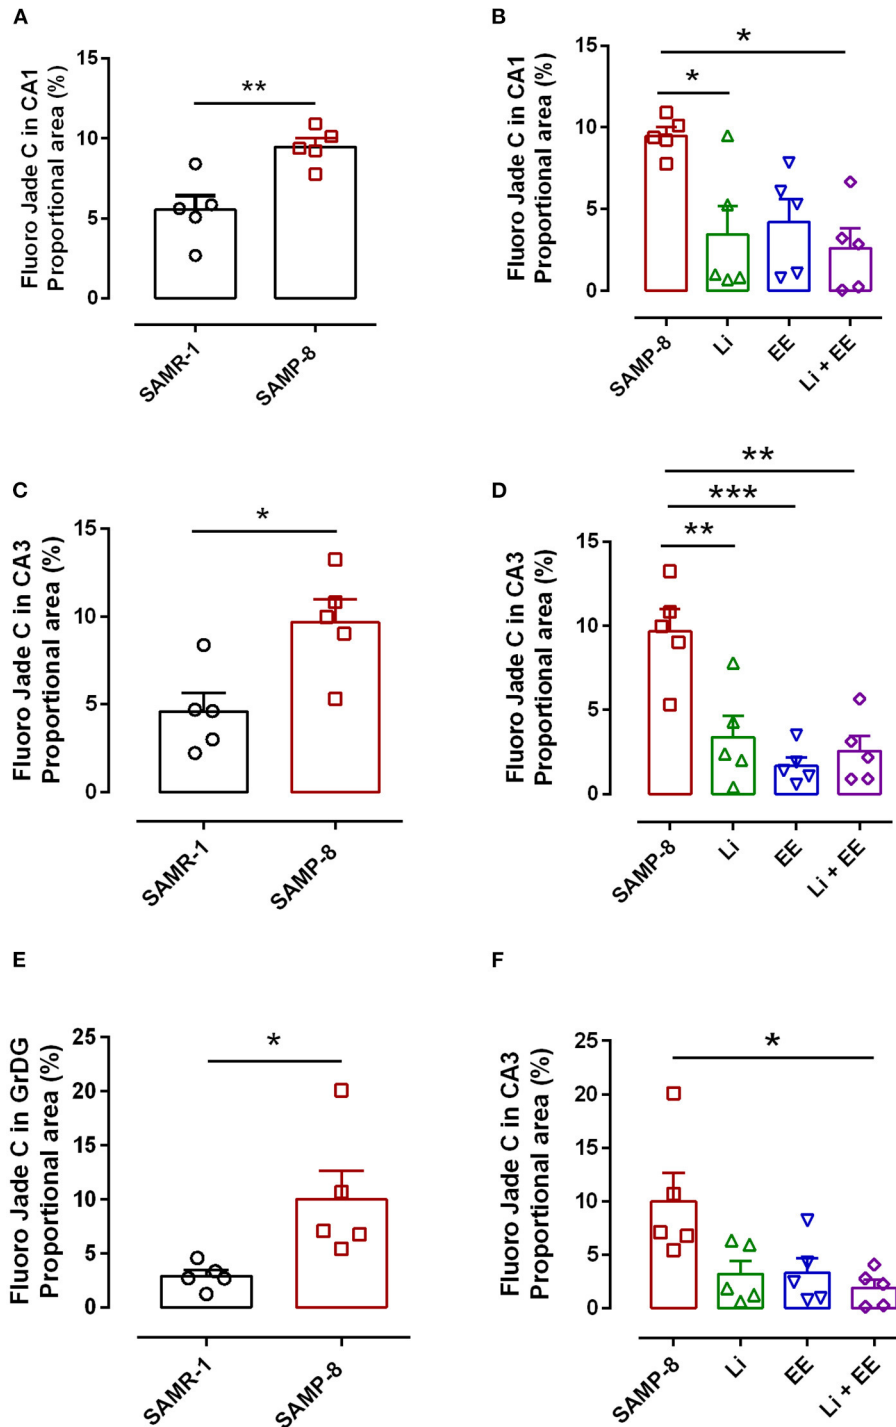 A
Fluoro Jade C in CA1
Proportional area (%)
15
10
5
0
**
SAMR-1
SAMP-8
B
Fluoro Jade C in CA1
Proportional area (%)
15
10
5
0
*
*
SAMP-8
Li
EE
Li + EE
C
Fluoro Jade C in CA3
Proportional area (%)
15
10
5
0
*
SAMR-1
SAMP-8
D
Fluoro Jade C in CA3
Proportional area (%)
15
10
5
0
**
***
**
SAMP-8
Li
EE
Li + EE
E
Fluoro Jade C in GrDG
Proportional area (%)
25
20
15
10
5
0
*
SAMR-1
SAMP-8
F
Fluoro Jade C in CA3
Proportional area (%)
25
20
15
10
5
0
*
SAMP-8
Li
EE
Li + EE